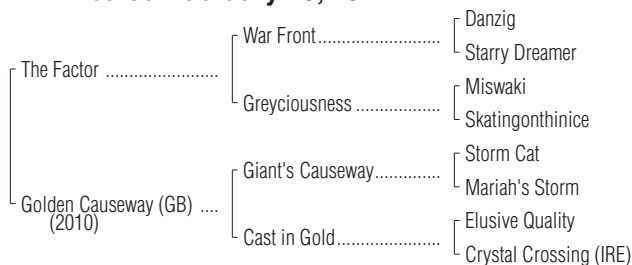 Danzig
War Front
Starry Dreamer
The Factor
Miswaki
Greyciousness
Skatingonthinice
Storm Cat
Giant's Causeway
Mariah's Storm
Golden Causeway (GB)
(2010)
Elusive Quality
Cast in Gold
Crystal Crossing (IRE)